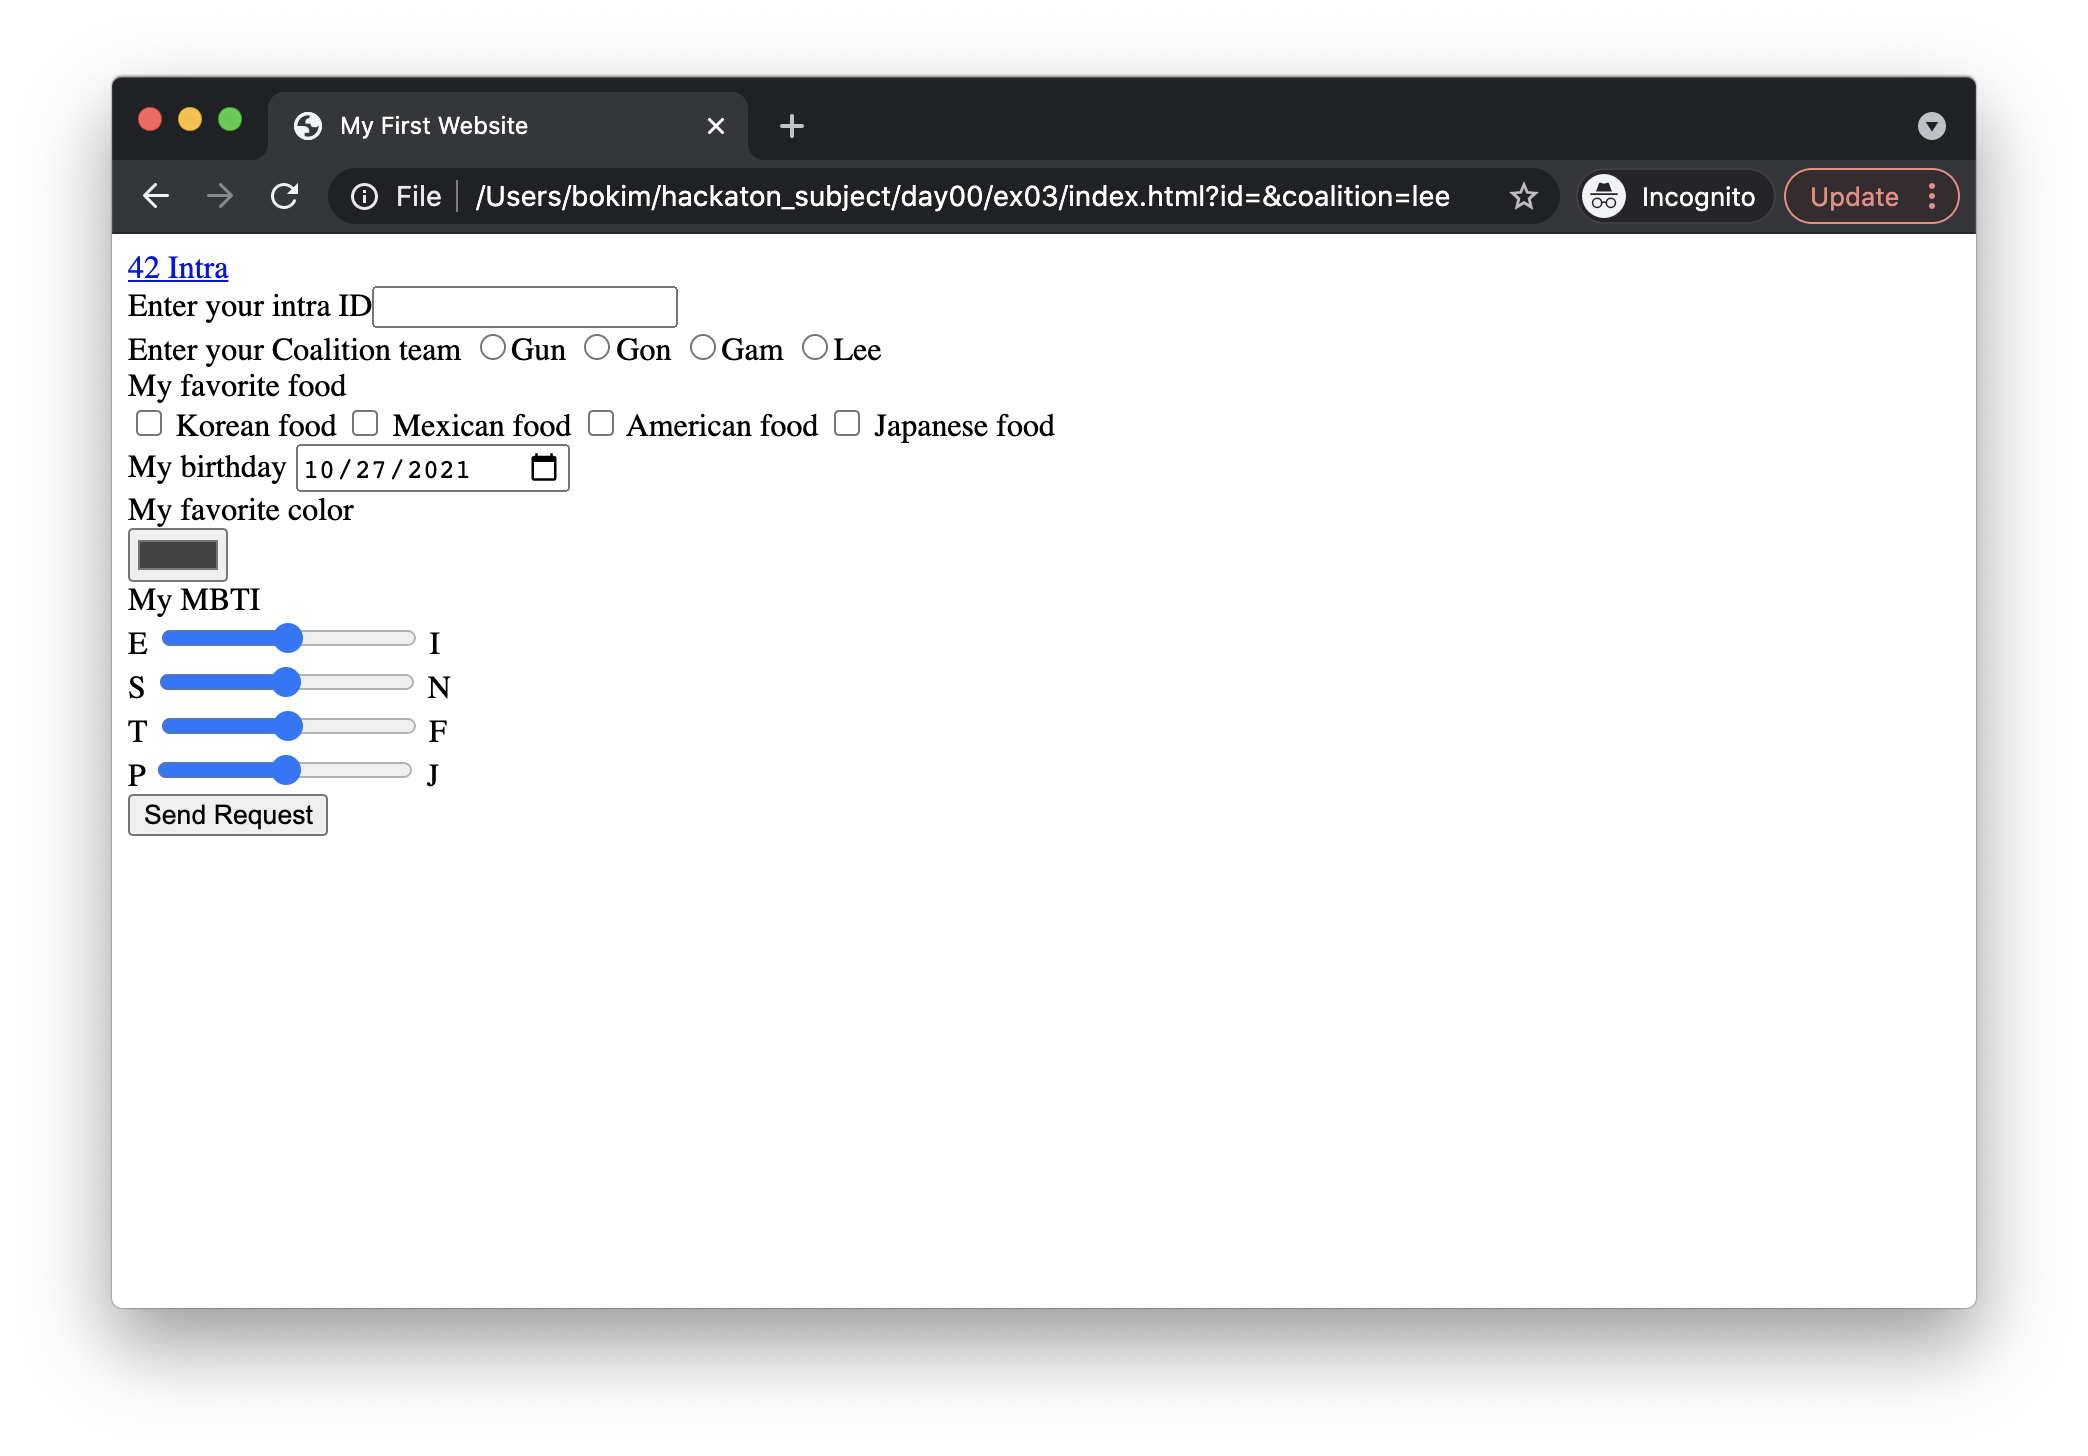 My First Website
File /Users/bokim/hackaton_subject/day00/ex03/index.html?id=&coalition=lee Incognito Update
42 Intra
Enter your intra ID
Enter your Coalition team Gun Gon Gam Lee
My favorite food
Korean food Mexican food American food Japanese food
My birthday 10/27/2021
My favorite color
My MBTI
E I
S N
T F
P J
Send Request